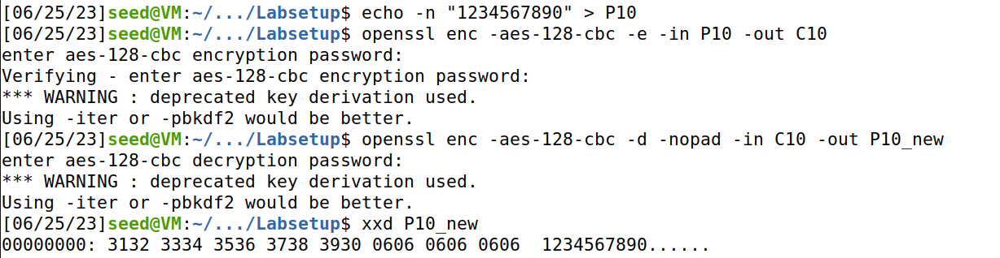 [06/25/23]seed@VM:~/.../Labsetup$ echo -n "1234567890" > P10
[06/25/23]seed@VM:~/.../Labsetup$ openssl enc -aes-128-cbc -e -in P10 -out C10
enter aes-128-cbc encryption password:
Verifying - enter aes-128-cbc encryption password:
*** WARNING : deprecated key derivation used.
Using -iter or -pbkdf2 would be better.
[06/25/23]seed@VM:~/.../Labsetup$ openssl enc -aes-128-cbc -d -nopad -in C10 -out P10_new
enter aes-128-cbc decryption password:
*** WARNING : deprecated key derivation used.
Using -iter or -pbkdf2 would be better.
[06/25/23]seed@VM:~/.../Labsetup$ xxd P10_new
00000000: 3132 3334 3536 3738 3930 0606 0606 0606  1234567890......